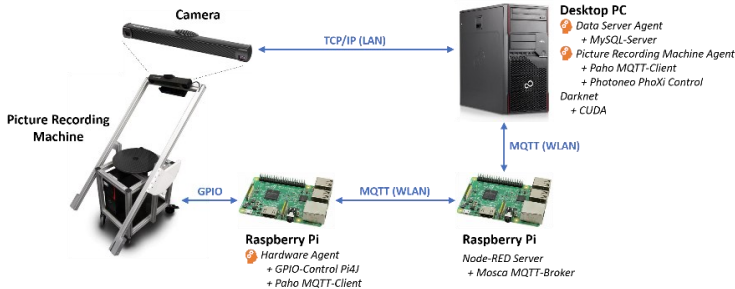 Camera
Desktop PC
Data Server Agent
+ MySQL-Server
Picture Recording Machine Agent
+ Paho MQTT-Client
+ Photoneo PhoXi Control
Darknet
+ CUDA
TCP/IP (LAN)
Picture Recording
Machine
MQTT (WLAN)
GPIO
MQTT (WLAN)
Raspberry Pi
Hardware Agent
+ GPIO-Control Pi4J
+ Paho MQTT-Client
Raspberry Pi
Node-RED Server
+ Mosca MQTT-Broker